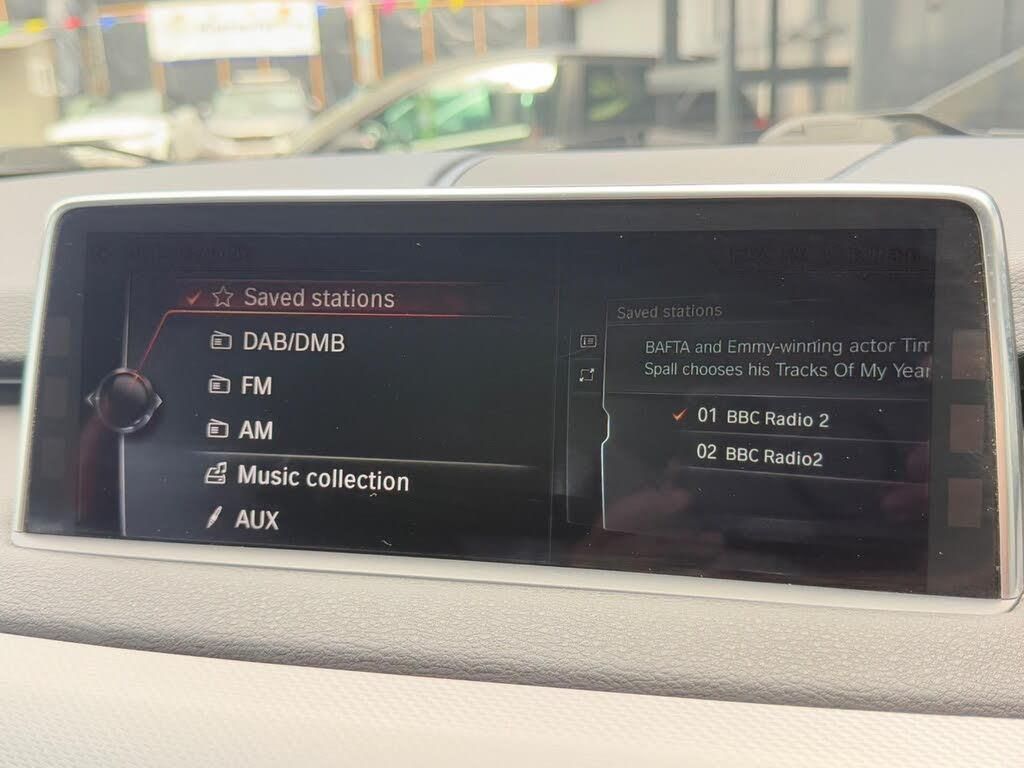 Saved stations
DAB/DMB
FM
AM
Music collection
AUX
Saved stations
BAFTA and Emmy-winning actor Tim
Spall chooses his Tracks Of My Year
01 BBC Radio 2
02 BBC Radio2